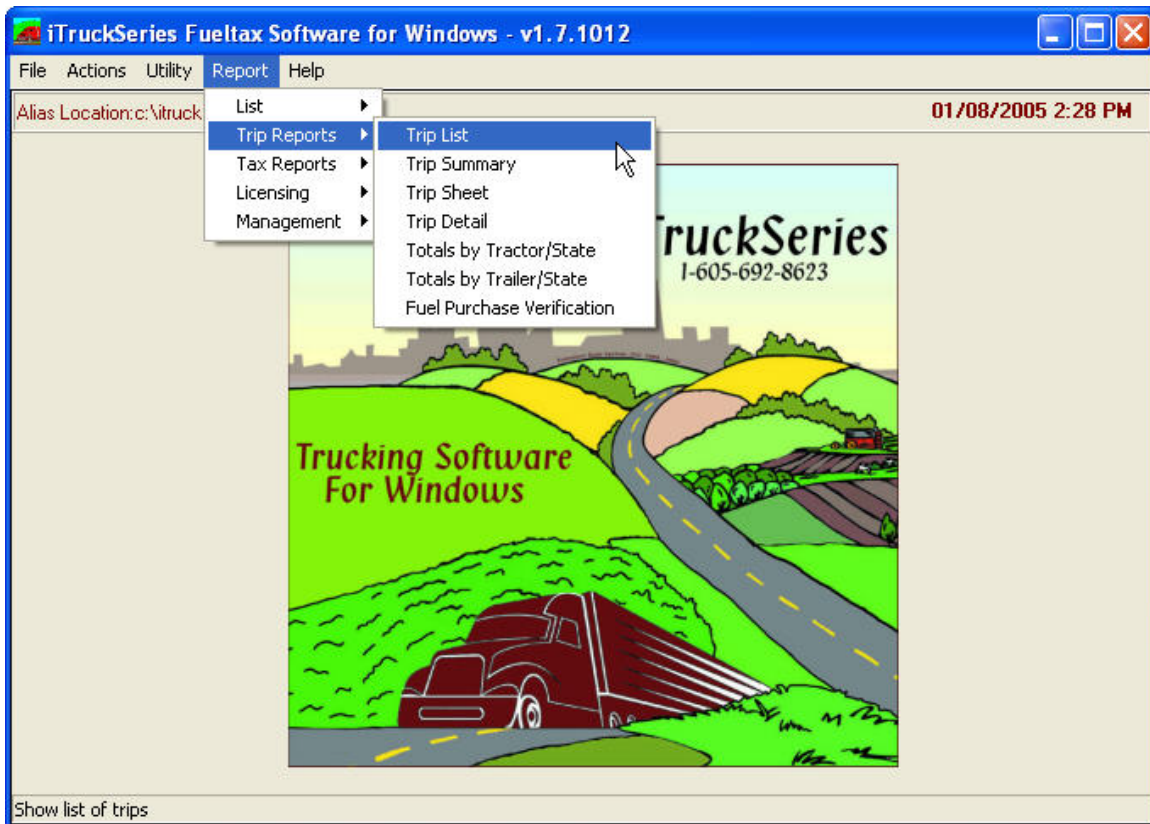 iTruckSeries Fueltax Software for Windows - v1.7.1012
File Actions Utility Report Help
Alias Location:c:\itruck
01/08/2005 2:28 PM
List
Trip Reports
Tax Reports
Licensing
Management
Trip List
Trip Summary
Trip Sheet
Trip Detail
Totals by Tractor/State
Totals by Trailer/State
Fuel Purchase Verification
ruckSeries
1-605-692-8623
Trucking Software
For Windows
Show list of trips